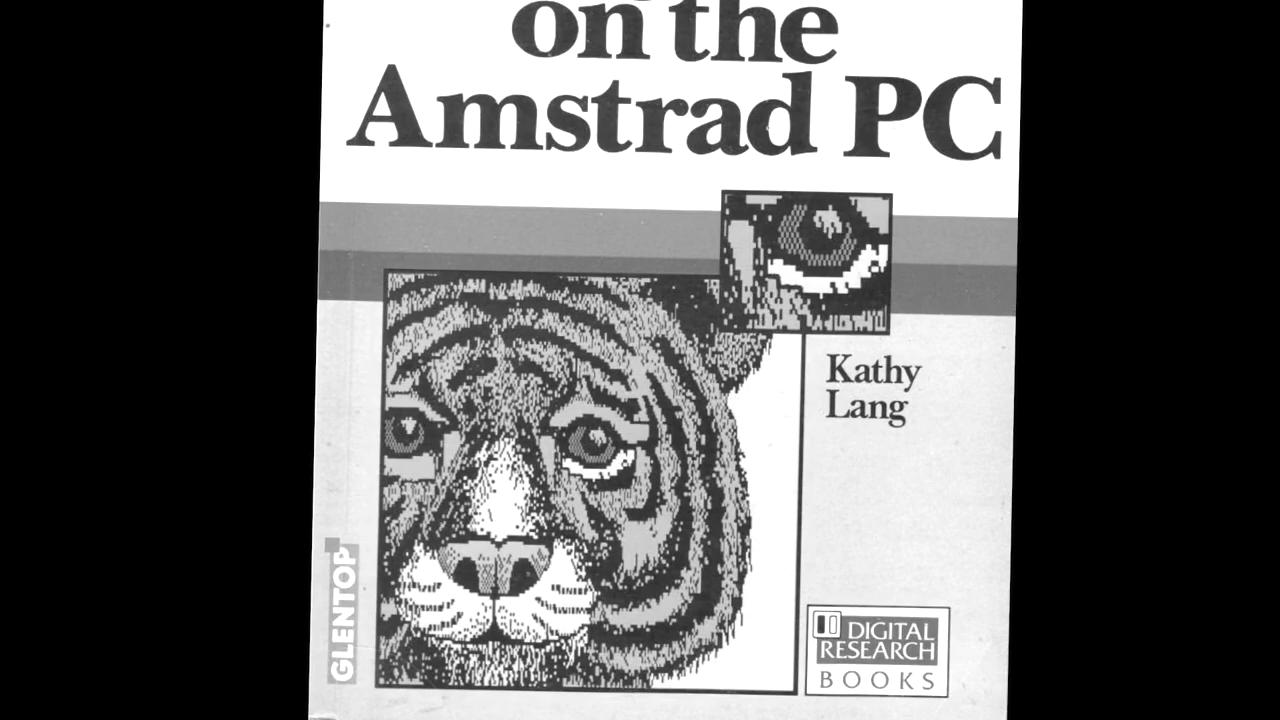 on the
Amstrad PC
Kathy
Lang
GLENTOP
DIGITAL
RESEARCH
BOOKS